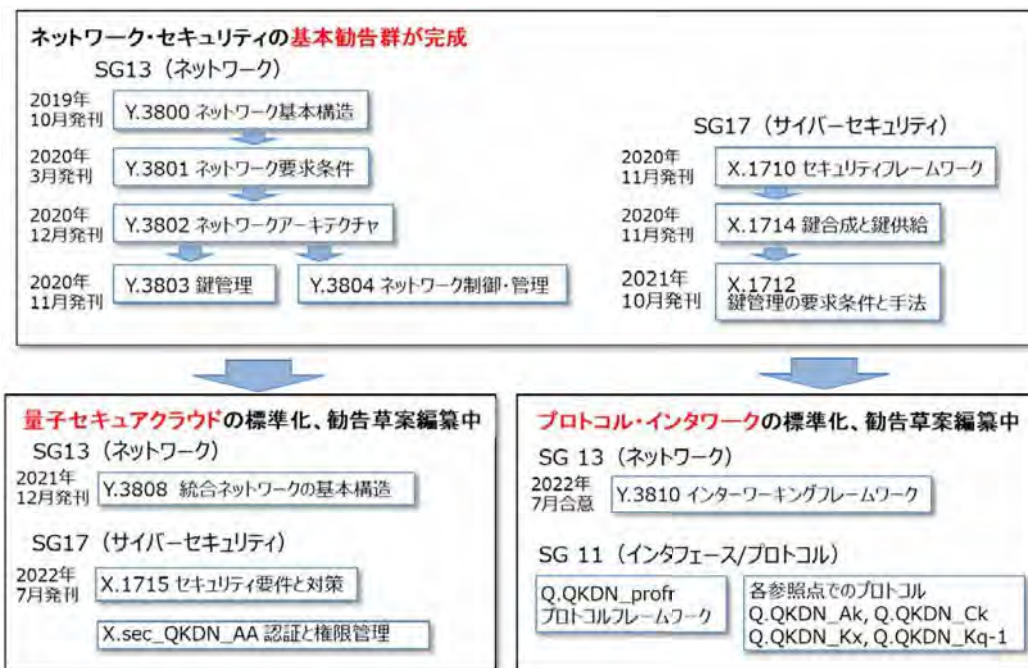 ネットワーク・セキュリティの基本勧告群が完成
SG13（ネットワーク）
2019年
10月発刊
Y.3800 ネットワーク基本構造
2020年
3月発刊
Y.3801 ネットワーク要求条件
2020年
12月発刊
Y.3802 ネットワークアーキテクチャ
2020年
11月発刊
Y.3803 鍵管理
Y.3804 ネットワーク制御・管理
SG17（サイバーセキュリティ）
2020年
11月発刊
X.1710 セキュリティフレームワーク
2020年
11月発刊
X.1714 鍵合成と鍵供給
2021年
10月発刊
X.1712
鍵管理の要求条件と手法
量子セキュアクラウドの標準化、勧告草案編纂中
SG13（ネットワーク）
2021年
12月発刊
Y.3808 統合ネットワークの基本構造
SG17（サイバーセキュリティ）
2022年
7月発刊
X.1715 セキュリティ要件と対策
X.sec_QKDN_AA 認証と権限管理
プロトコル・インタワークの標準化、勧告草案編纂中
SG 13（ネットワーク）
2022年
7月合意
Y.3810 インターワーキングフレームワーク
SG 11（インタフェース/プロトコル）
Q.QKDN_profr
プロトコルフレームワーク
各参照点でのプロトコル
Q.QKDN_Ak, Q.QKDN_Ck
Q.QKDN_Kx, Q.QKDN_Kq-1